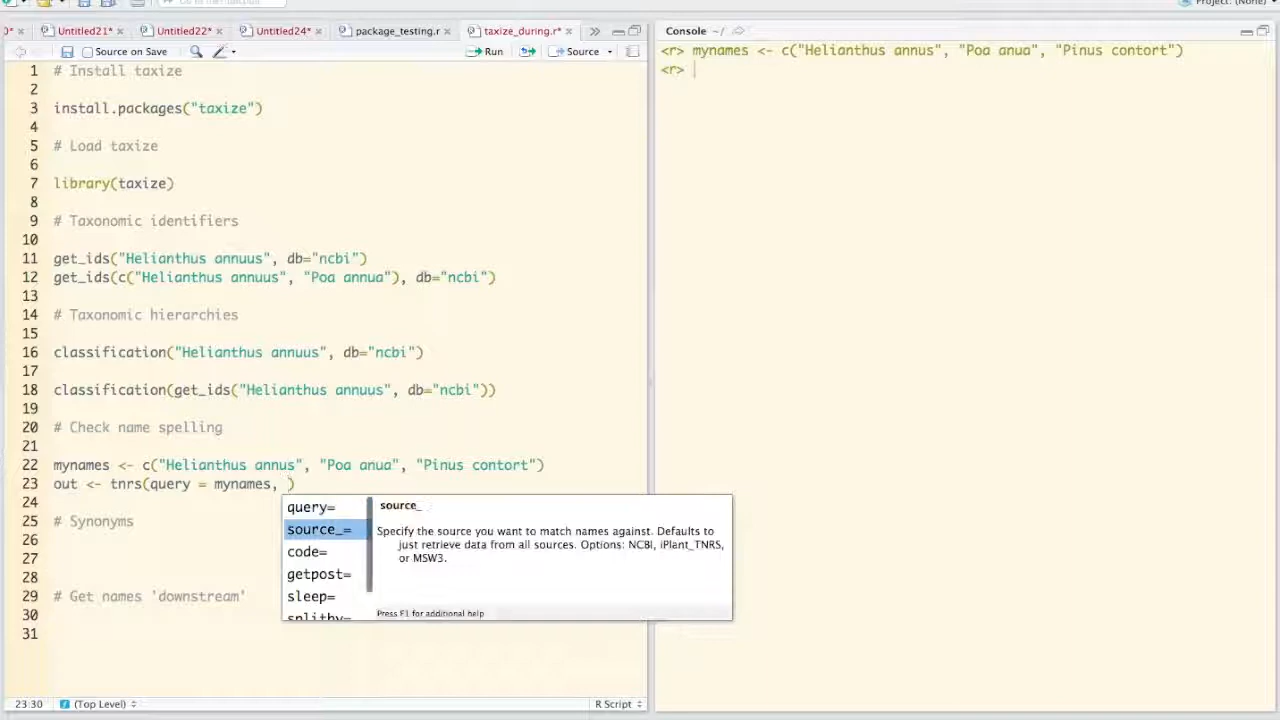 Go to file/function
Project: (None)
0* Untitled21* Untitled22* Untitled24* package_testing.r taxize_during.r*
Source on Save Run Source
1 # Install taxize
2
3 install.packages("taxize")
4
5 # Load taxize
6
7 library(taxize)
8
9 # Taxonomic identifiers
10
11 get_ids("Helianthus annuus", db="ncbi")
12 get_ids(c("Helianthus annuus", "Poa annua"), db="ncbi")
13
14 # Taxonomic hierarchies
15
16 classification("Helianthus annuus", db="ncbi")
17
18 classification(get_ids("Helianthus annuus", db="ncbi"))
19
20 # Check name spelling
21
22 mynames <- c("Helianthus annus", "Poa anua", "Pinus contort")
23 out <- tnrs(query = mynames, )
24
25 # Synonyms
26
27
28
29 # Get names 'downstream'
30
31
query=
source_=
code=
getpost=
sleep=
splitby=
source_
Specify the source you want to match names against. Defaults to
just retrieve data from all sources. Options: NCBI, iPlant_TNRS,
or MSW3.
Press F1 for additional help
23:30 (Top Level) R Script
Console ~/
<r> mynames <- c("Helianthus annus", "Poa anua", "Pinus contort")
<r>